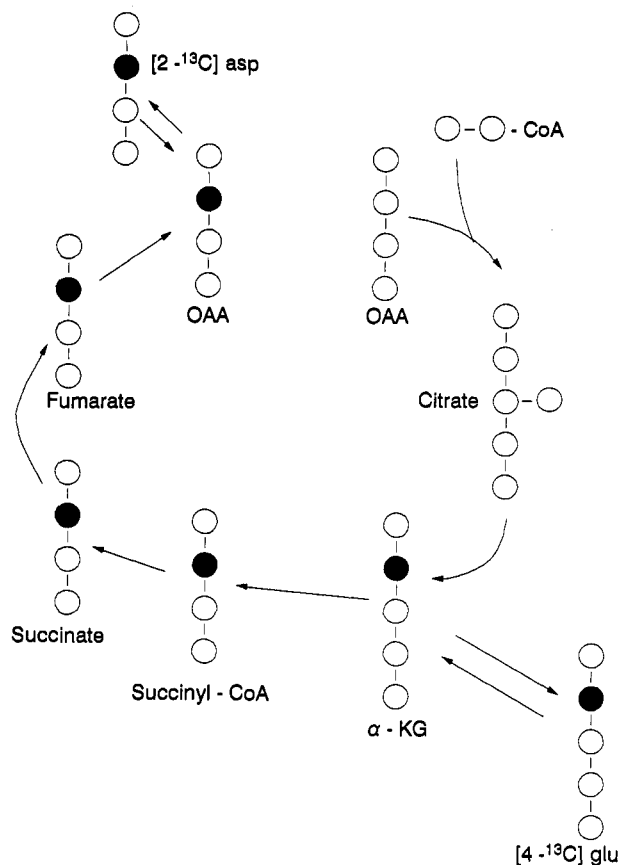 [2 -¹³C] asp
- CoA
OAA
OAA
Fumarate
Citrate
Succinate
Succinyl - CoA
α - KG
[4 -¹³C] glu